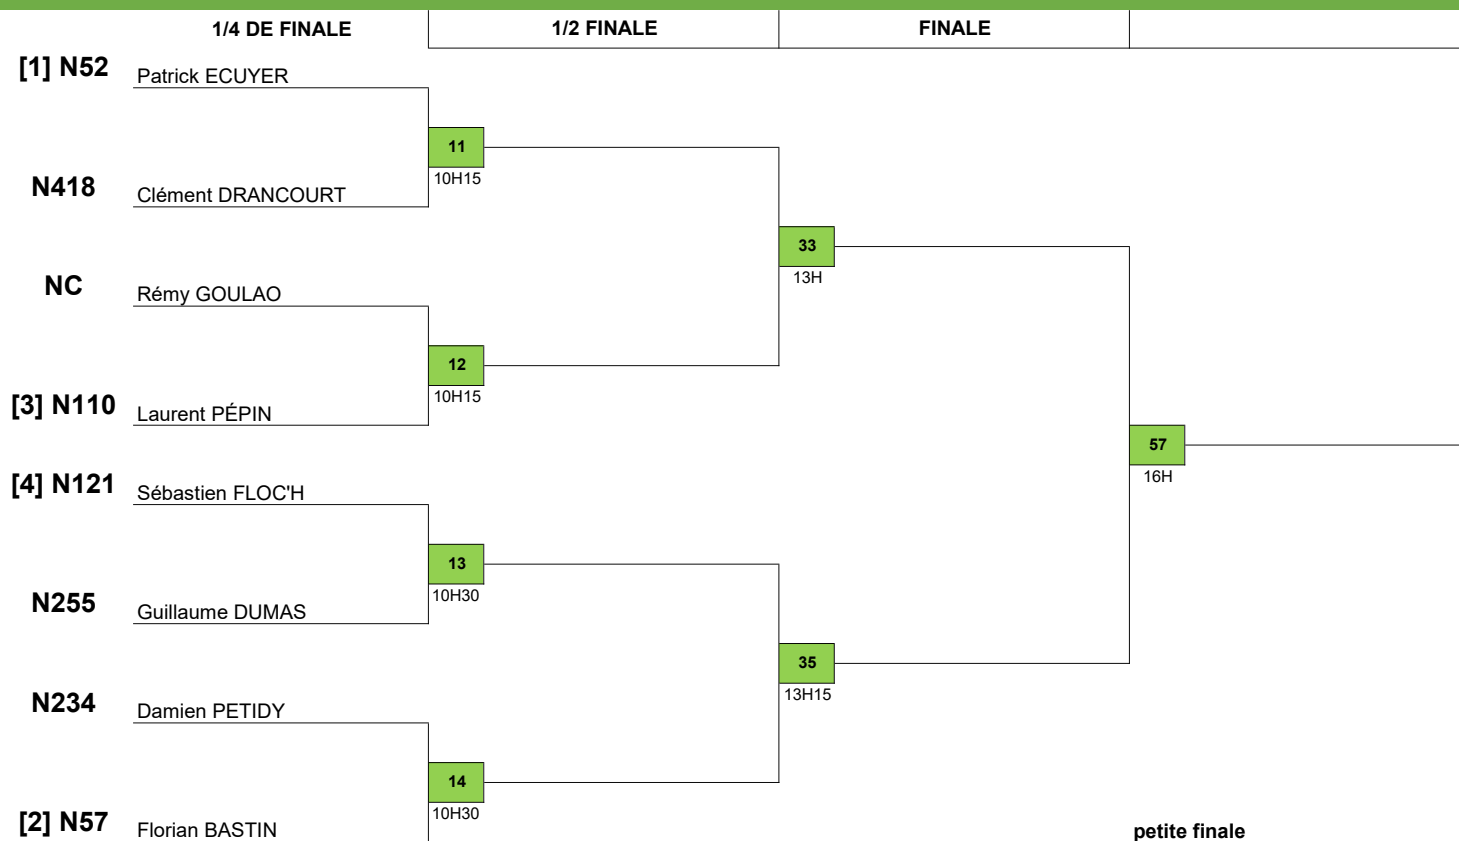 1/4 DE FINALE 1/2 FINALE FINALE
[1] N52 Patrick ECUYER
11
10H15
N418 Clément DRANCOURT
33
13H
NC Rémy GOULAO
12
10H15
[3] N110 Laurent PÉPIN
57
16H
[4] N121 Sébastien FLOC'H
13
10H30
N255 Guillaume DUMAS
35
13H15
N234 Damien PETIDY
14
10H30
[2] N57 Florian BASTIN
petite finale